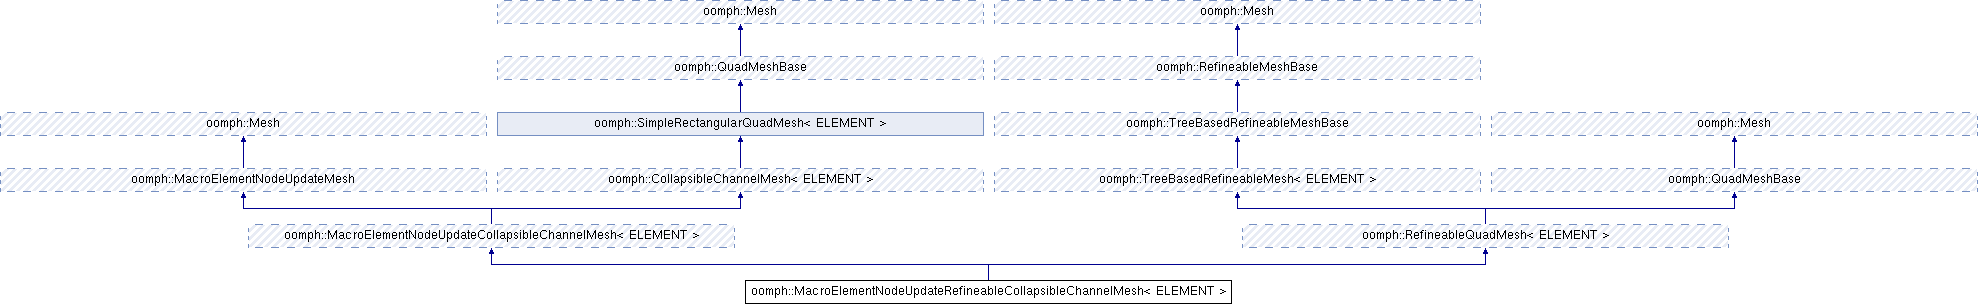 oomph::Mesh
oomph::Mesh
oomph::QuadMeshBase
oomph::RefineableMeshBase
oomph::Mesh
oomph::SimpleRectangularQuadMesh< ELEMENT >
oomph::TreeBasedRefineableMeshBase
oomph::Mesh
oomph::MacroElementNodeUpdateMesh
oomph::CollapsibleChannelMesh< ELEMENT >
oomph::TreeBasedRefineableMesh< ELEMENT >
oomph::QuadMeshBase
oomph::MacroElementNodeUpdateCollapsibleChannelMesh< ELEMENT >
oomph::RefineableQuadMesh< ELEMENT >
oomph::MacroElementNodeUpdateRefineableCollapsibleChannelMesh< ELEMENT >